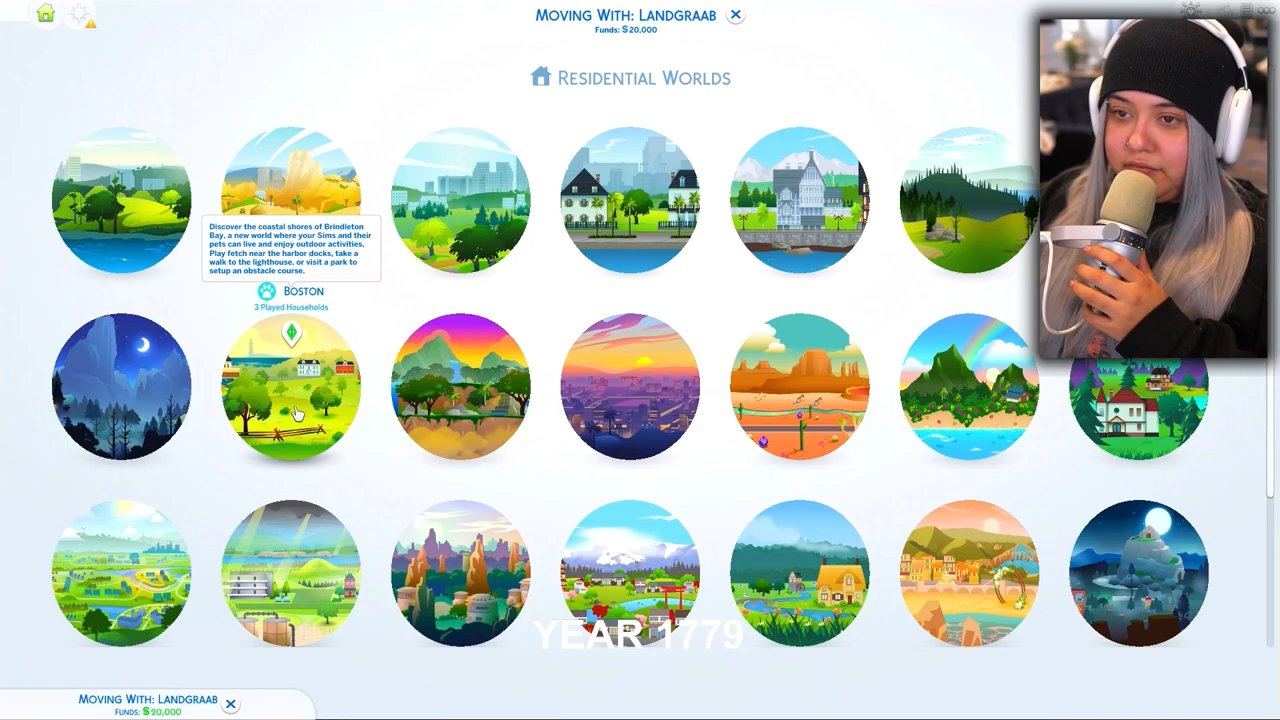 MOVING WITH: LANDGRAAB
Funds: $20,000
RESIDENTIAL WORLDS
Discover the coastal shores of Brindleton
Bay, a new world where your Sims and their
pets can live and enjoy outdoor activities.
Play fetch near the harbor docks, take a
walk to the lighthouse, or visit a park to
setup an obstacle course.
BOSTON
3 Played Households
YEAR 1779
MOVING WITH: LANDGRAAB
FUNDS: $20,000